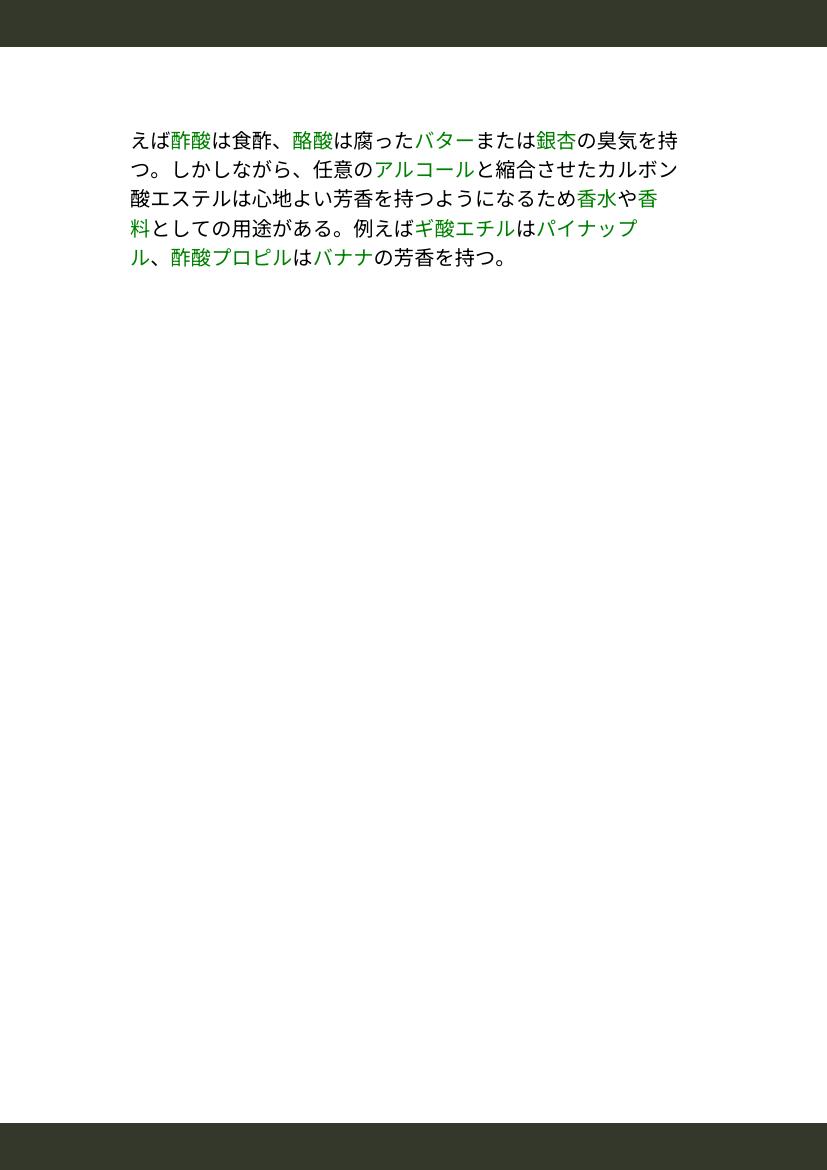 えば酢酸は食酢、酪酸は腐ったバターまたは銀杏の臭気を持
つ。しかしながら、任意のアルコールと縮合させたカルボン
酸エステルは心地よい芳香を持つようになるため香水や香
料としての用途がある。例えばギ酸エチルはパイナップ
ル、酢酸プロピルはバナナの芳香を持つ。